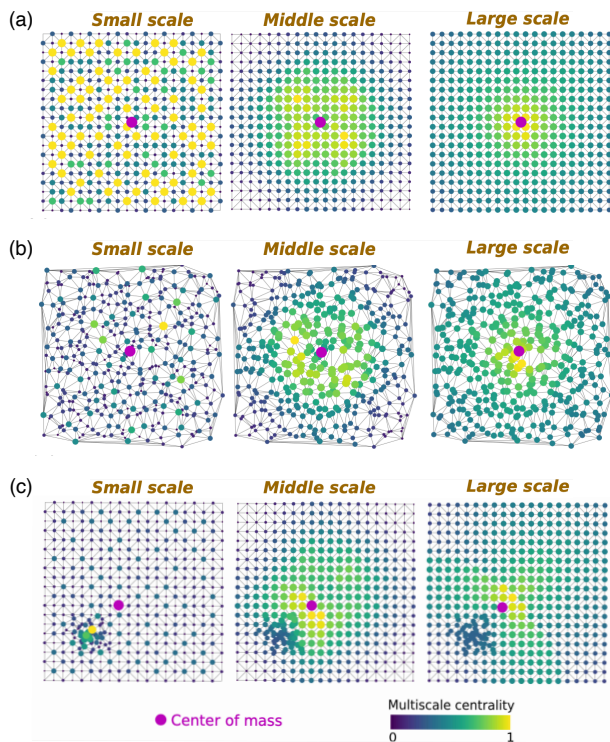 (a)
Small scale Middle scale Large scale
(b)
Small scale Middle scale Large scale
(c)
Small scale Middle scale Large scale
Center of mass
Multiscale centrality
0 1